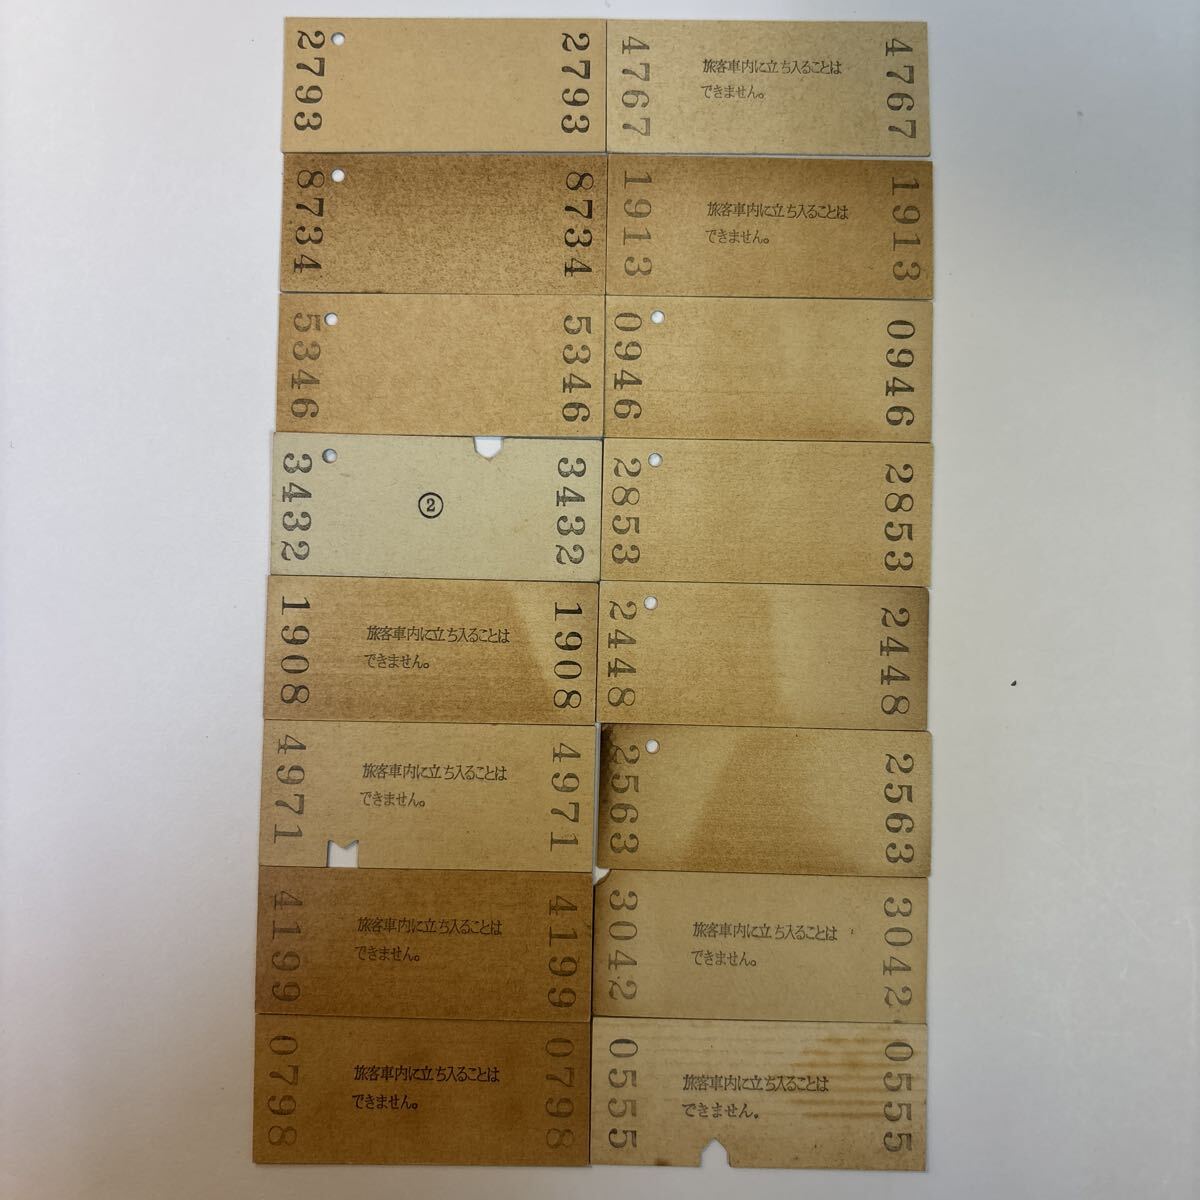 2793 2793
4767 旅客車内に立ち入ることは 4767
できません。
8734 8734
1913 旅客車内に立ち入ることは 1913
できません。
5346 5346
0946 0946
3432 ② 3432
2853 2853
1908 旅客車内に立ち入ることは 1908
できません。
2448 2448
4971 旅客車内に立ち入ることは 4971
できません。
2563 2563
4199 旅客車内に立ち入ることは 4199
できません。
3042 旅客車内に立ち入ることは 3042
できません。
0798 旅客車内に立ち入ることは 0798
できません。
0555 旅客車内に立ち入ることは 0555
できません。